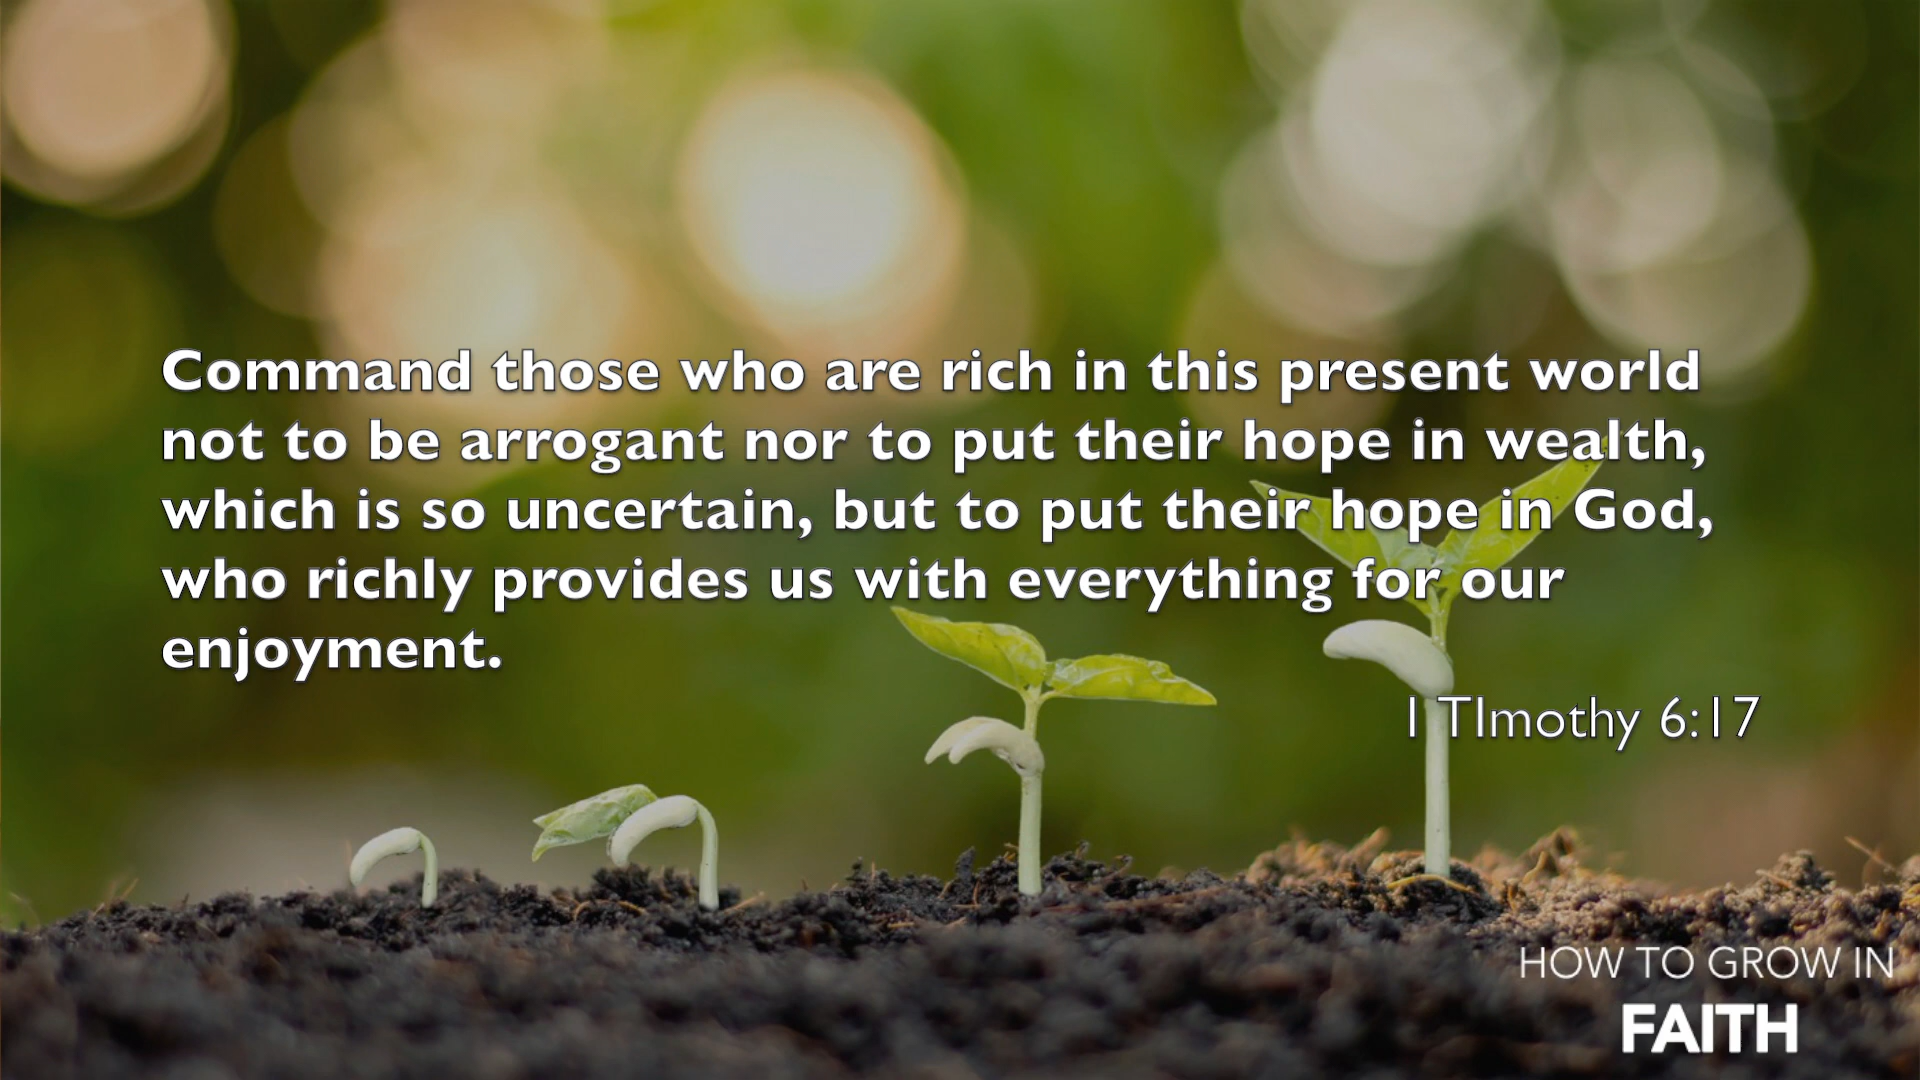 Command those who are rich in this present world
not to be arrogant nor to put their hope in wealth,
which is so uncertain, but to put their hope in God,
who richly provides us with everything for our
enjoyment.
1 TImothy 6:17
HOW TO GROW IN
FAITH